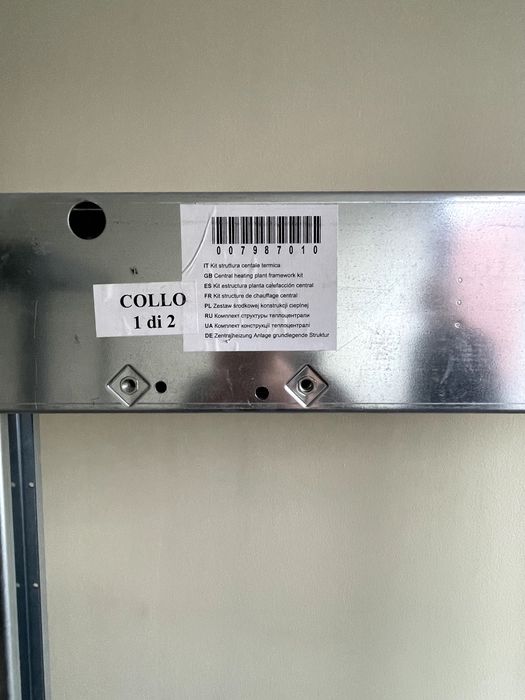 007987010
IT Kit struttura centale termica
GB Central heating plant framework kit
ES Kit estructura planta calefacción central
FR Kit structure de chauffage central
PL Zestaw środkowej konstrukcji cieplnej
RU Комплект структуры теплоцентрали
UA Комплект конструкції теплоцентралі
DE Zentralheizung Anlage grundlegende Struktur
COLLO
1 di 2